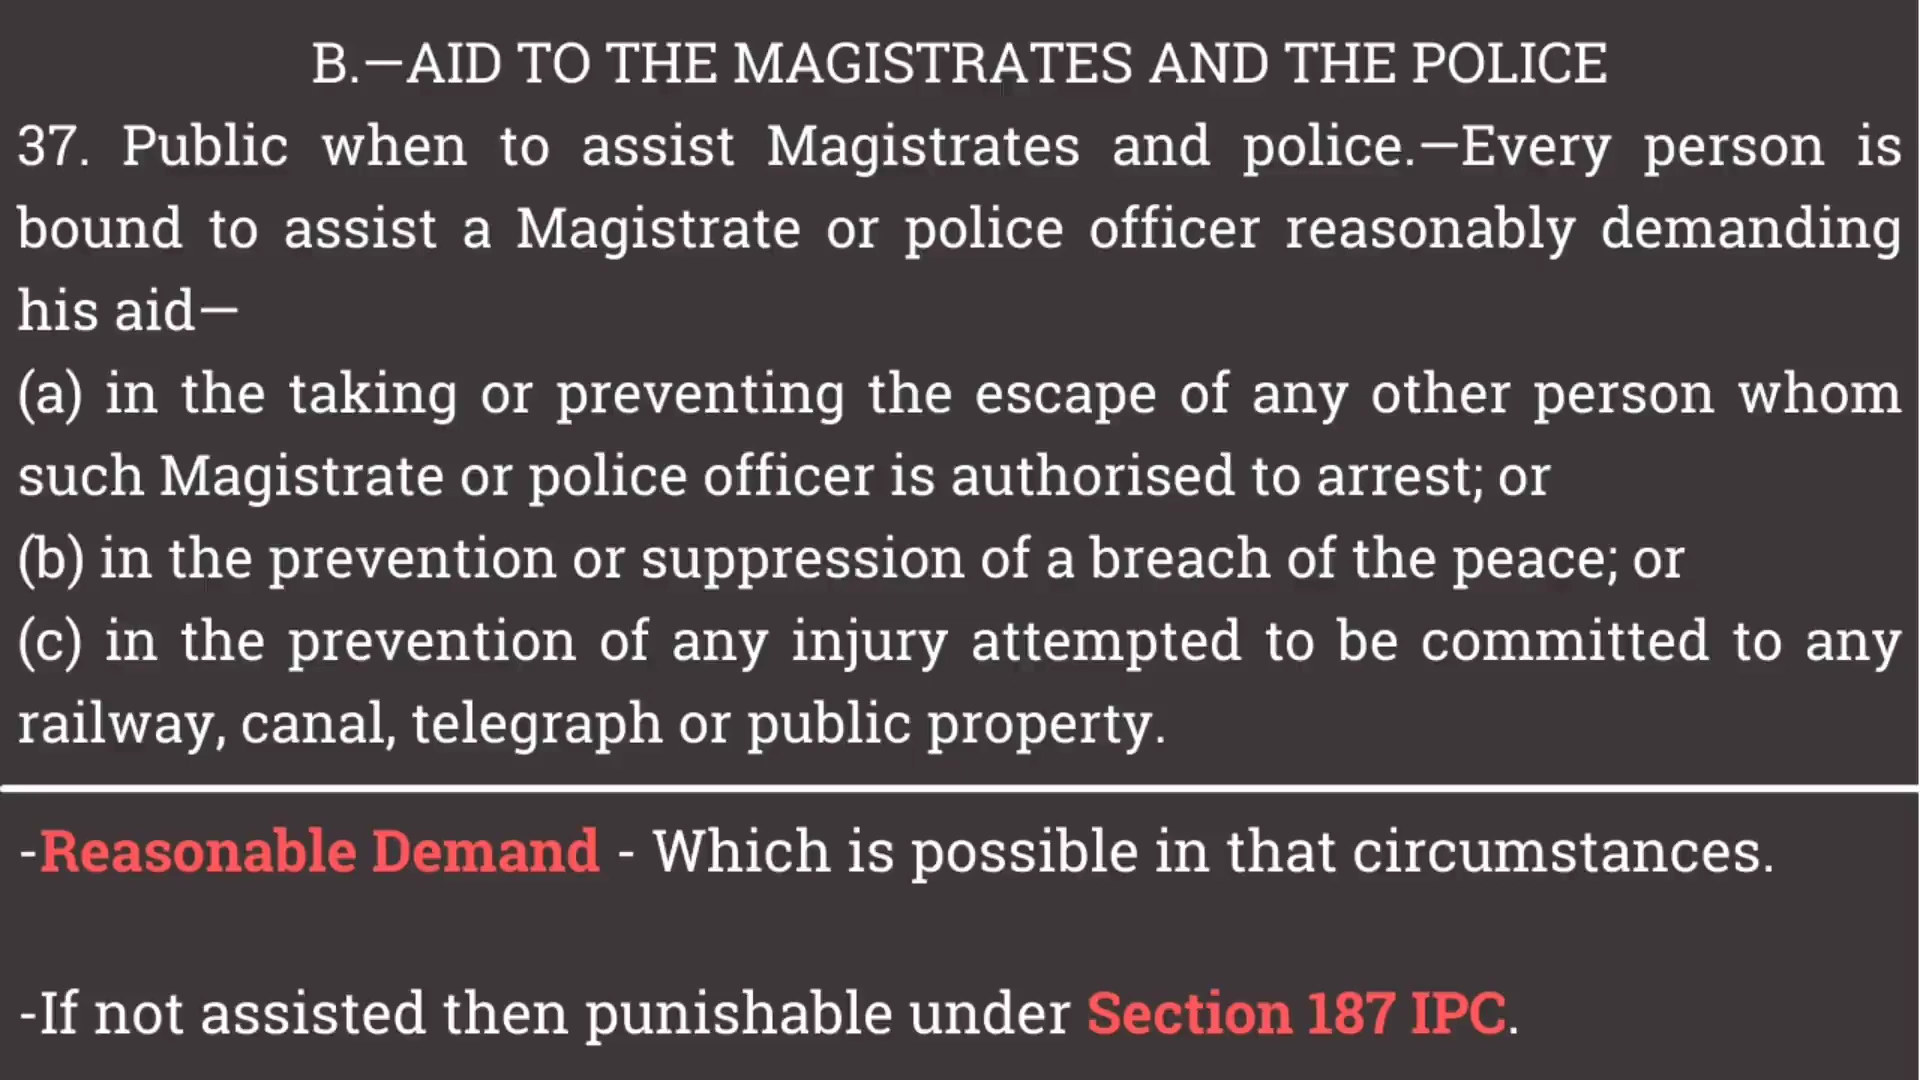 B.—AID TO THE MAGISTRATES AND THE POLICE
37. Public when to assist Magistrates and police.—Every person is
bound to assist a Magistrate or police officer reasonably demanding
his aid—
(a) in the taking or preventing the escape of any other person whom
such Magistrate or police officer is authorised to arrest; or
(b) in the prevention or suppression of a breach of the peace; or
(c) in the prevention of any injury attempted to be committed to any
railway, canal, telegraph or public property.
-Reasonable Demand - Which is possible in that circumstances.
-If not assisted then punishable under Section 187 IPC.